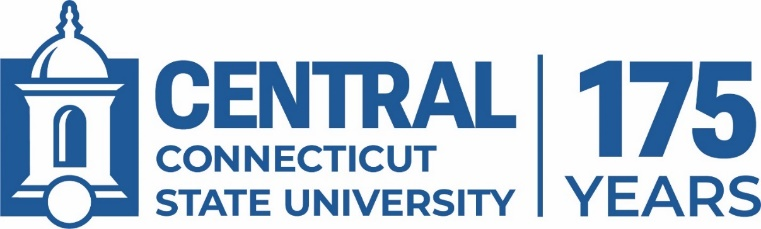 CENTRAL
CONNECTICUT
STATE UNIVERSITY
175
YEARS